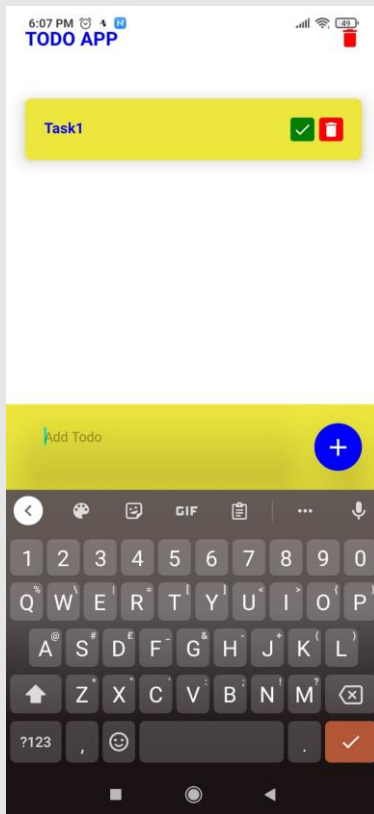 6:07 PM
49
TODO APP
Task1
Add Todo
GIF
1 2 3 4 5 6 7 8 9 0
Q W E R T Y U I O P
% \ | = [ ] < > { }
A S D F G H J K L
@ # £ _ & - + ( )
Z X C V B N M
* " ' : ; ! ?
?123 , .